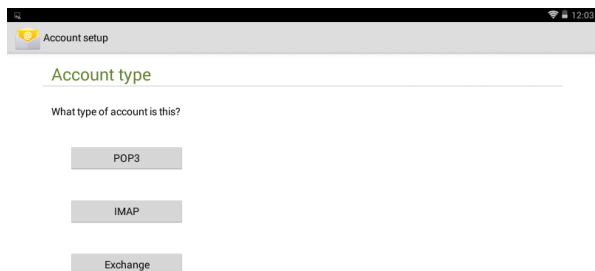 12:03
Account setup
Account type
What type of account is this?
POP3
IMAP
Exchange